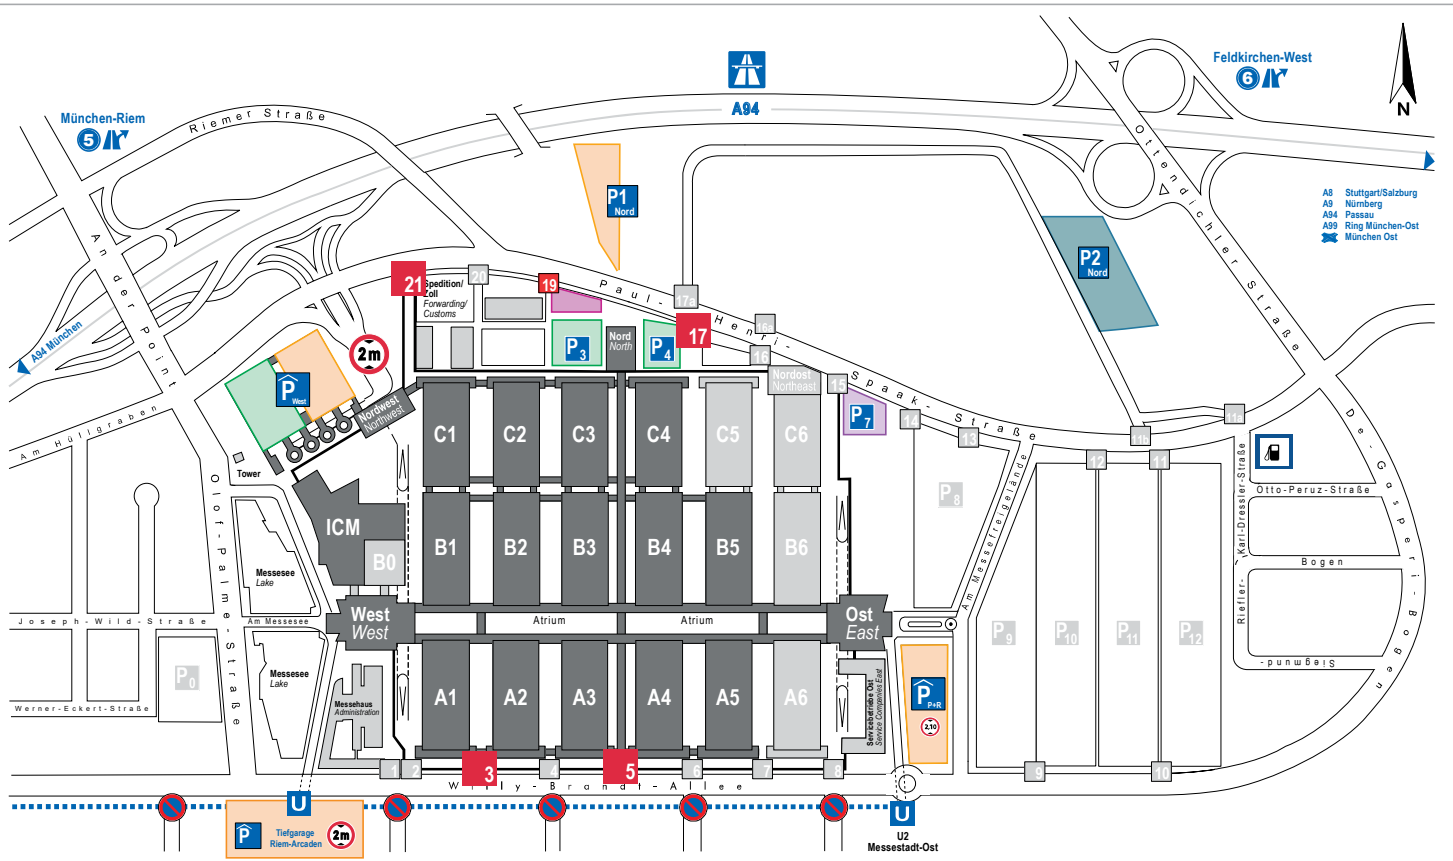 Feldkirchen-West
6
A94
N
München-Riem
5
Riemer Straße
Ottendichler Straße
A8 Stuttgart/Salzburg
A9 Nürnberg
A94 Passau
A99 Ring München-Ost
München Ost
P1
Nord
P2
Nord
An der Point
A94 München
21
20
19
17a
Spedition/
Zoll
Forwarding/
Customs
Paul-Henri-Spaak-Straße
17
16a
16
P3
Nord
North
P4
2m
P
West
Nordwest
Northwest
Nordost
Northeast
15
P7
14
13
11b
11a
12
11
Am Hüllgraben
Tower
C1
C2
C3
C4
C5
C6
P8
Otto-Peruz-Straße
De-Gasperi-Bogen
Karl-Dressler-Straße
Am Messefreigelände
Olof-Palme-Straße
ICM
B0
B1
B2
B3
B4
B5
B6
Bogen
Riefler-
Siegmund-
Messesee
Lake
Joseph-Wild-Straße
Am Messesee
West
West
Atrium
Atrium
Ost
East
P9
P10
P11
P12
P0
Messesee
Lake
Werner-Eckert-Straße
Messehaus
Administration
A1
A2
A3
A4
A5
A6
Servicebetriebe Ost
Service Companies East
P
P+R
2,10
1
2
3
4
5
6
7
8
9
10
Willy-Brandt-Allee
U
U
P
Tiefgarage
Riem-Arcaden
2m
U2
Messestadt-Ost